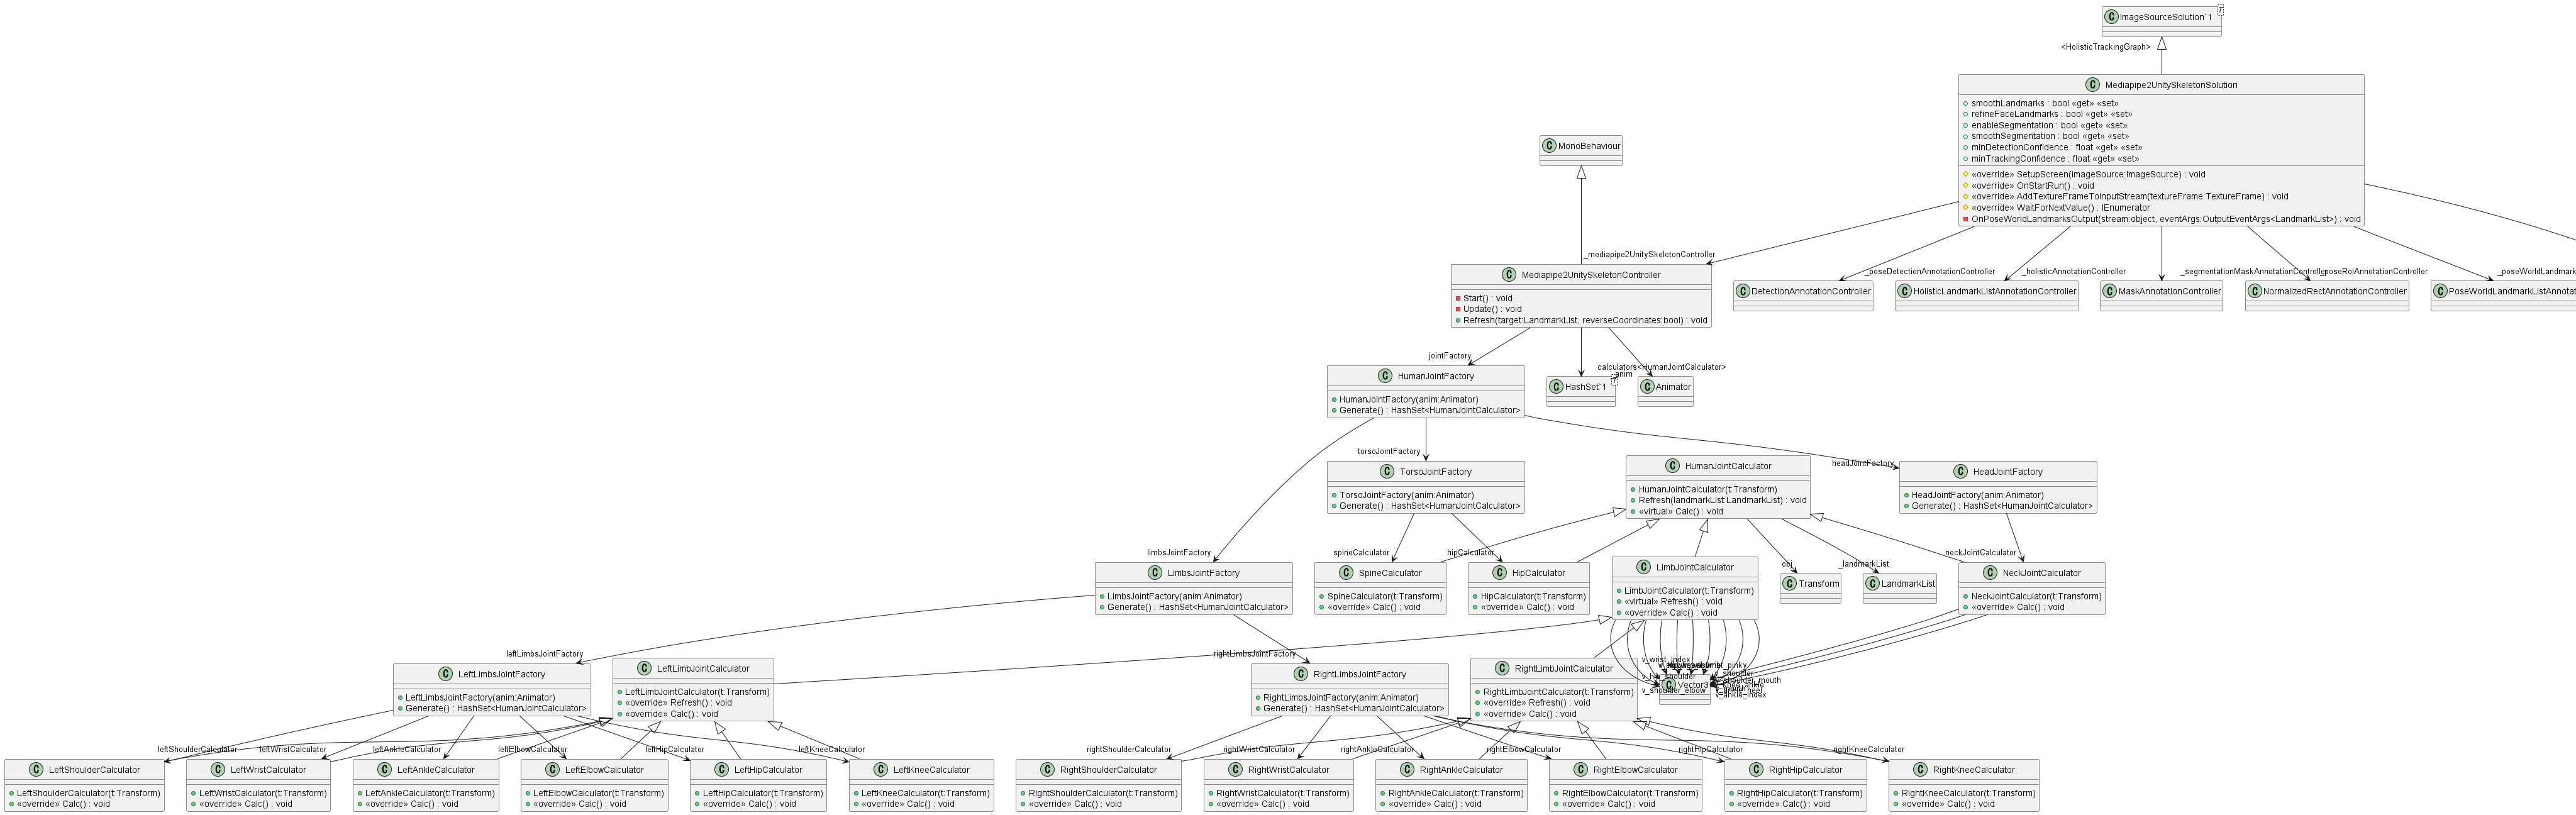 ImageSourceSolution`1
T
<HolisticTrackingGraph>
Mediapipe2UnitySkeletonSolution
smoothLandmarks : bool «get» «set»
refineFaceLandmarks : bool «get» «set»
enableSegmentation : bool «get» «set»
smoothSegmentation : bool «get» «set»
minDetectionConfidence : float «get» «set»
minTrackingConfidence : float «get» «set»
«override» SetupScreen(imageSource:ImageSource) : void
«override» OnStartRun() : void
«override» AddTextureFrameToInputStream(textureFrame:TextureFrame) : void
«override» WaitForNextValue() : IEnumerator
OnPoseWorldLandmarksOutput(stream:object, eventArgs:OutputEventArgs<LandmarkList>) : void
MonoBehaviour
_mediapipe2UnitySkeletonController
Mediapipe2UnitySkeletonController
Start() : void
Update() : void
Refresh(target:LandmarkList, reverseCoordinates:bool) : void
_poseDetectionAnnotationController
_holisticAnnotationController
_segmentationMaskAnnotationController
_poseRoiAnnotationController
DetectionAnnotationController
HolisticLandmarkListAnnotationController
MaskAnnotationController
NormalizedRectAnnotationController
jointFactory
calculators<HumanJointCalculator>
anim
HumanJointFactory
HumanJointFactory(anim:Animator)
Generate() : HashSet<HumanJointCalculator>
HashSet`1
T
Animator
torsoJointFactory
headJointFactory
TorsoJointFactory
TorsoJointFactory(anim:Animator)
Generate() : HashSet<HumanJointCalculator>
HumanJointCalculator
HumanJointCalculator(t:Transform)
Refresh(landmarkList:LandmarkList) : void
«virtual» Calc() : void
HeadJointFactory
HeadJointFactory(anim:Animator)
Generate() : HashSet<HumanJointCalculator>
limbsJointFactory
spineCalculator
hipCalculator
obj
_landmarkList
neckJointCalculator
LimbsJointFactory
LimbsJointFactory(anim:Animator)
Generate() : HashSet<HumanJointCalculator>
SpineCalculator
SpineCalculator(t:Transform)
«override» Calc() : void
HipCalculator
HipCalculator(t:Transform)
«override» Calc() : void
LimbJointCalculator
LimbJointCalculator(t:Transform)
«virtual» Refresh() : void
«override» Calc() : void
Transform
LandmarkList
NeckJointCalculator
NeckJointCalculator(t:Transform)
«override» Calc() : void
leftLimbsJointFactory
rightLimbsJointFactory
v_wrist_index
v_shoulder_elbow
v_ankle_index
Vector3
LeftLimbsJointFactory
LeftLimbsJointFactory(anim:Animator)
Generate() : HashSet<HumanJointCalculator>
LeftLimbJointCalculator
LeftLimbJointCalculator(t:Transform)
«override» Refresh() : void
«override» Calc() : void
RightLimbsJointFactory
RightLimbsJointFactory(anim:Animator)
Generate() : HashSet<HumanJointCalculator>
RightLimbJointCalculator
RightLimbJointCalculator(t:Transform)
«override» Refresh() : void
«override» Calc() : void
leftShoulderCalculator
leftWristCalculator
leftAnkleCalculator
leftElbowCalculator
leftHipCalculator
leftKneeCalculator
rightShoulderCalculator
rightWristCalculator
rightAnkleCalculator
rightElbowCalculator
rightHipCalculator
rightKneeCalculator
LeftShoulderCalculator
LeftShoulderCalculator(t:Transform)
«override» Calc() : void
LeftWristCalculator
LeftWristCalculator(t:Transform)
«override» Calc() : void
LeftAnkleCalculator
LeftAnkleCalculator(t:Transform)
«override» Calc() : void
LeftElbowCalculator
LeftElbowCalculator(t:Transform)
«override» Calc() : void
LeftHipCalculator
LeftHipCalculator(t:Transform)
«override» Calc() : void
LeftKneeCalculator
LeftKneeCalculator(t:Transform)
«override» Calc() : void
RightShoulderCalculator
RightShoulderCalculator(t:Transform)
«override» Calc() : void
RightWristCalculator
RightWristCalculator(t:Transform)
«override» Calc() : void
RightAnkleCalculator
RightAnkleCalculator(t:Transform)
«override» Calc() : void
RightElbowCalculator
RightElbowCalculator(t:Transform)
«override» Calc() : void
RightHipCalculator
RightHipCalculator(t:Transform)
«override» Calc() : void
RightKneeCalculator
RightKneeCalculator(t:Transform)
«override» Calc() : void